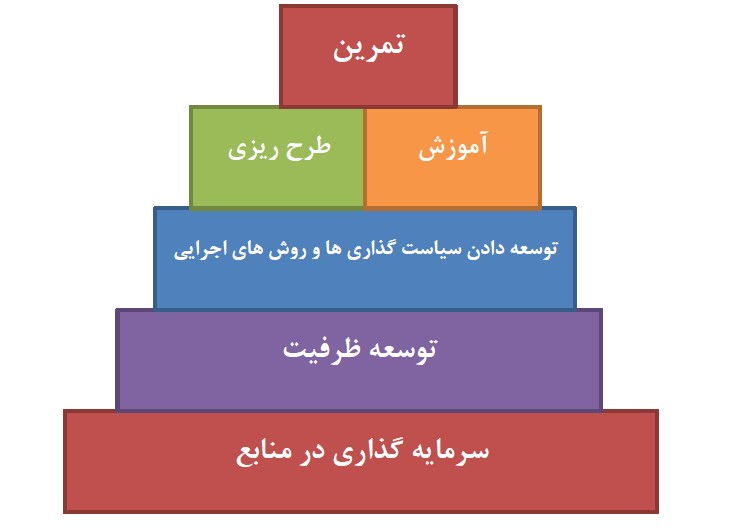 تمرین
آموزش
طرح ریزی
توسعه دادن سیاست گذاری ها و روش های اجرایی
توسعه ظرفیت
سرمایه گذاری در منابع